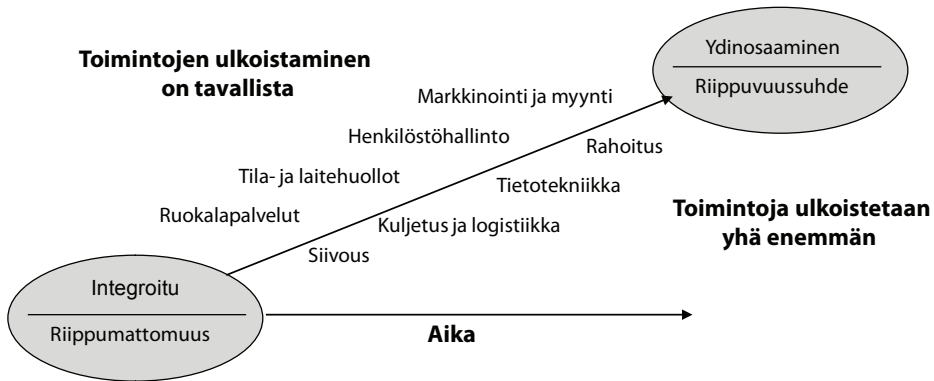 Toimintojen ulkoistaminen
on tavallista
Ydinosaaminen
Riippuvuussuhde
Markkinointi ja myynti
Henkilöstöhallinto
Rahoitus
Tila- ja laitehuollot
Tietotekniikka
Ruokalapalvelut
Kuljetus ja logistiikka
Siivous
Toimintoja ulkoistetaan
yhä enemmän
Integroitu
Riippumattomuus
Aika